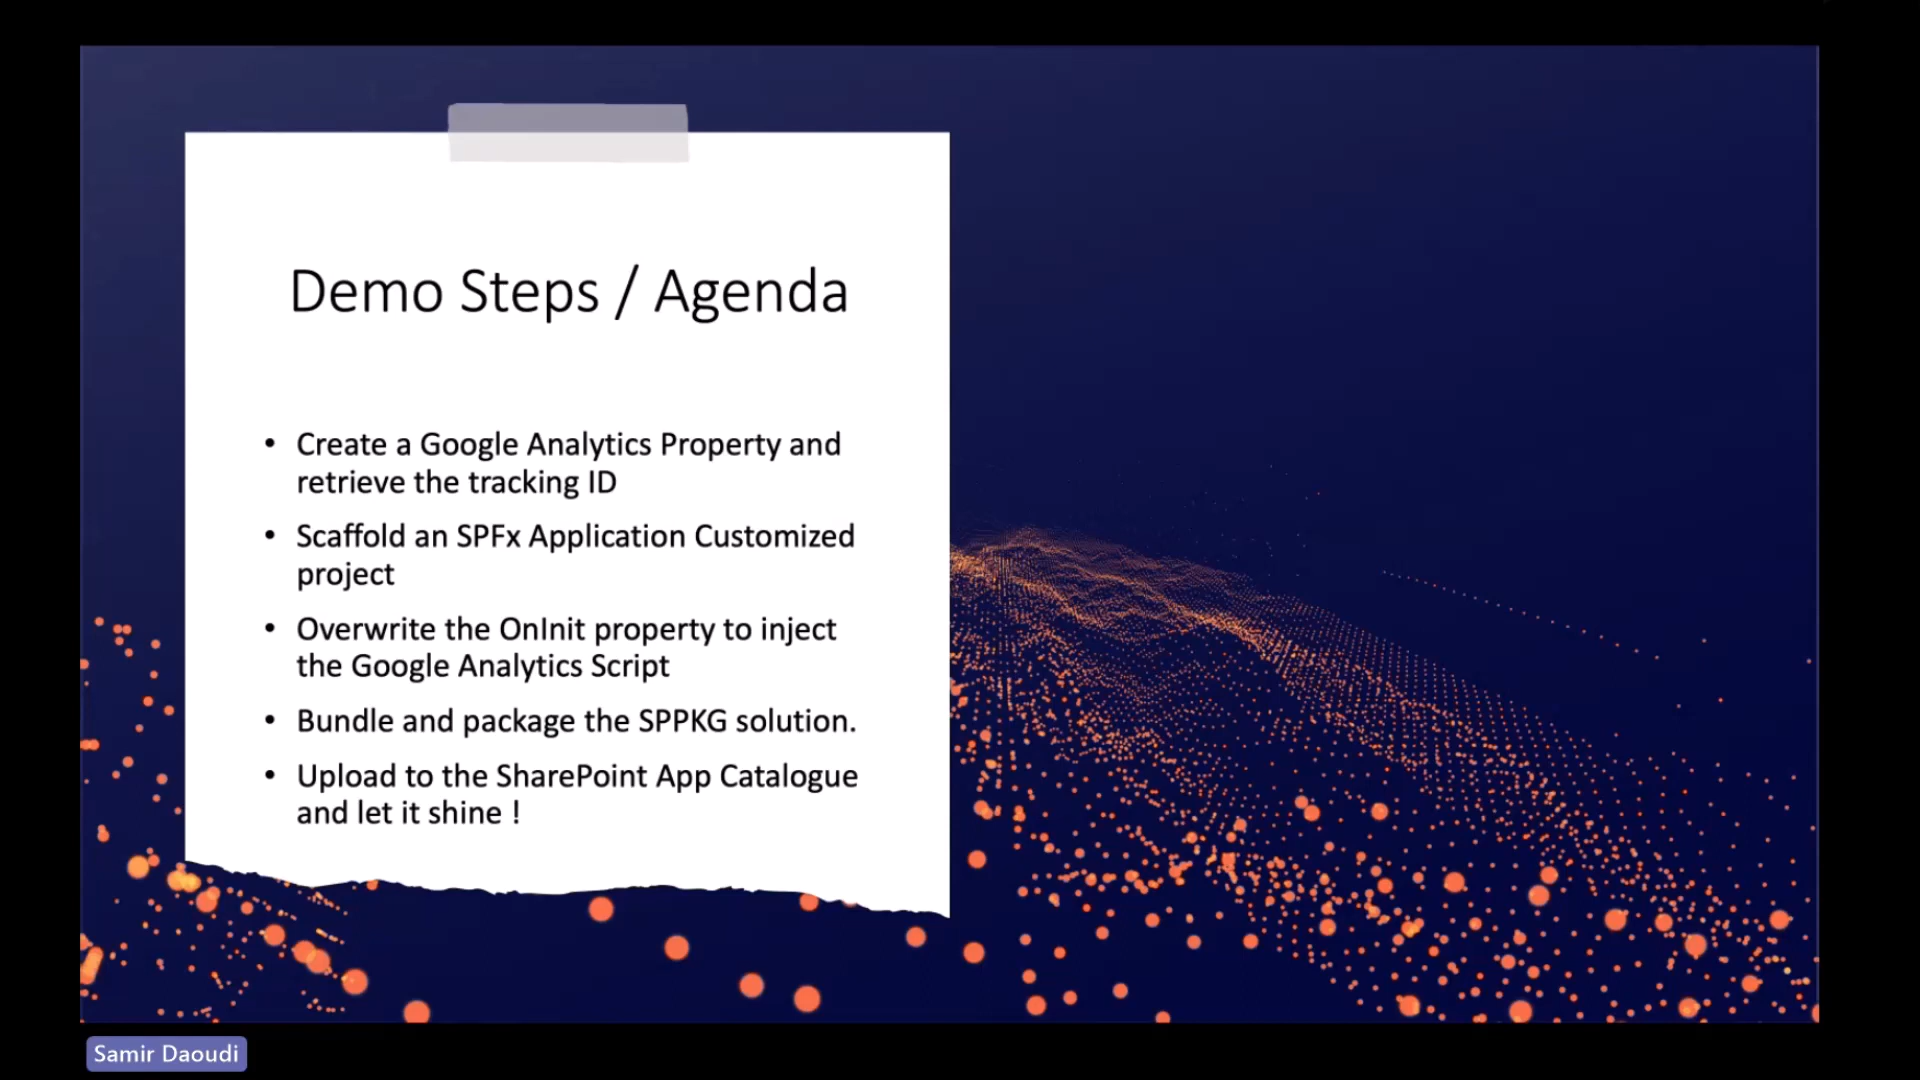 Demo Steps / Agenda
• Create a Google Analytics Property and
retrieve the tracking ID
• Scaffold an SPFx Application Customized
project
• Overwrite the OnInit property to inject
the Google Analytics Script
• Bundle and package the SPPKG solution.
• Upload to the SharePoint App Catalogue
and let it shine !
Samir Daoudi